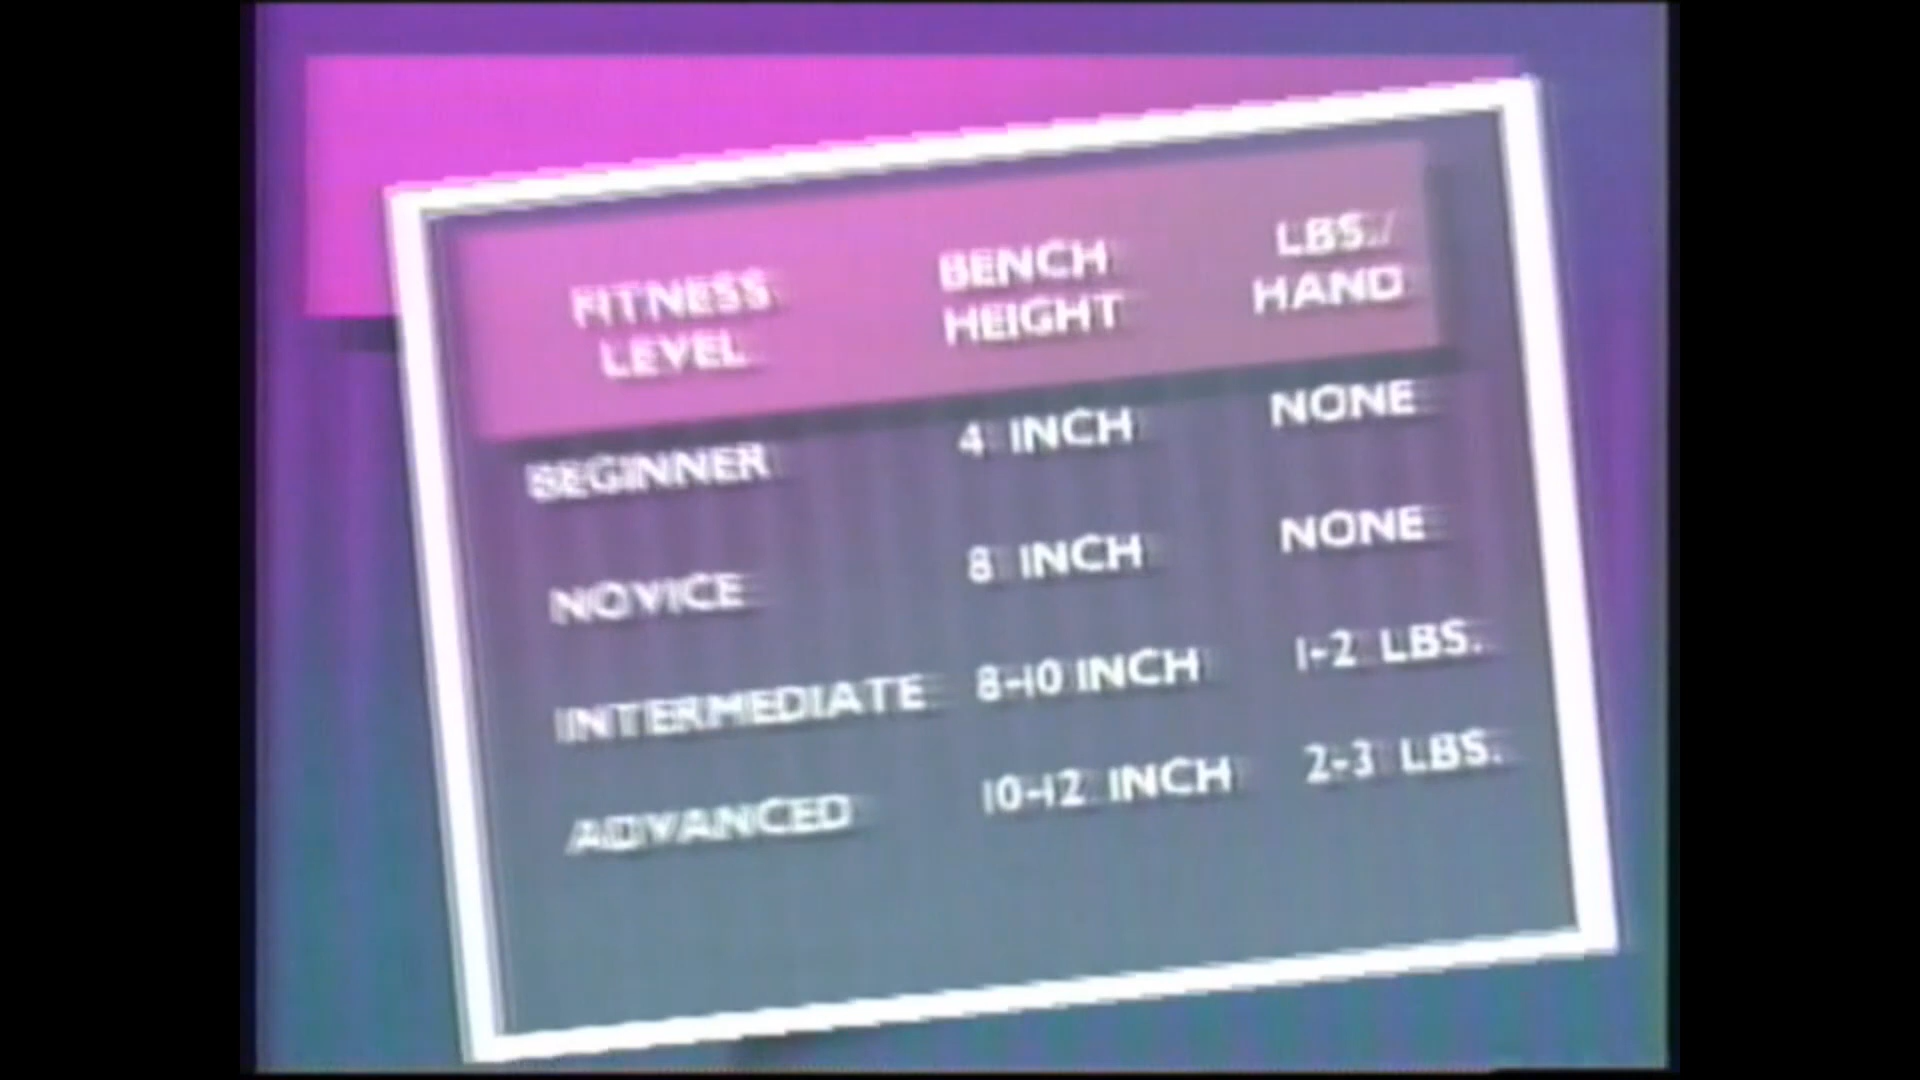 FITNESS LEVEL BENCH HEIGHT LBS./ HAND
BEGINNER 4 INCH NONE
NOVICE 8 INCH NONE
INTERMEDIATE 8-10 INCH 1-2 LBS.
ADVANCED 10-12 INCH 2-3 LBS.